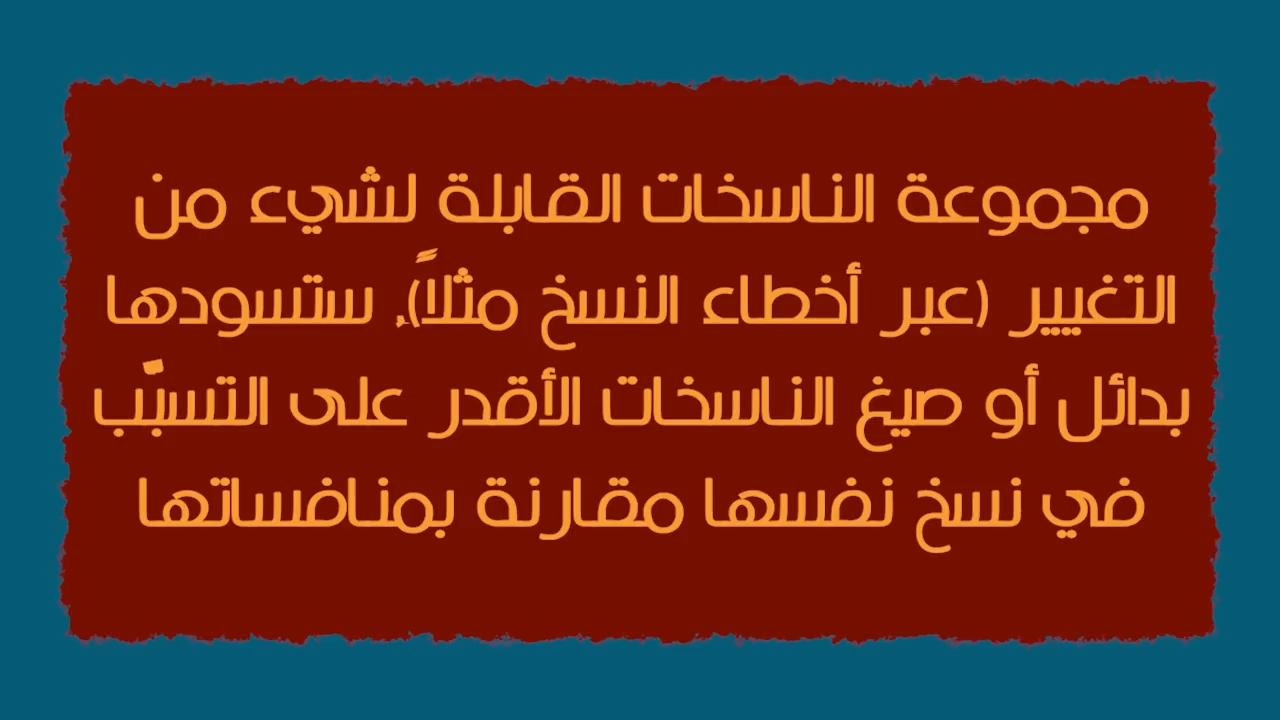 مجموعة الناسخات القابلة لشيء من
التغيير (عبر أخطاء النسخ مثلاً)، ستسودها
بدائل أو صيغ الناسخات الأقدر على التسبّب
في نسخ نفسها مقارنة بمنافساتها